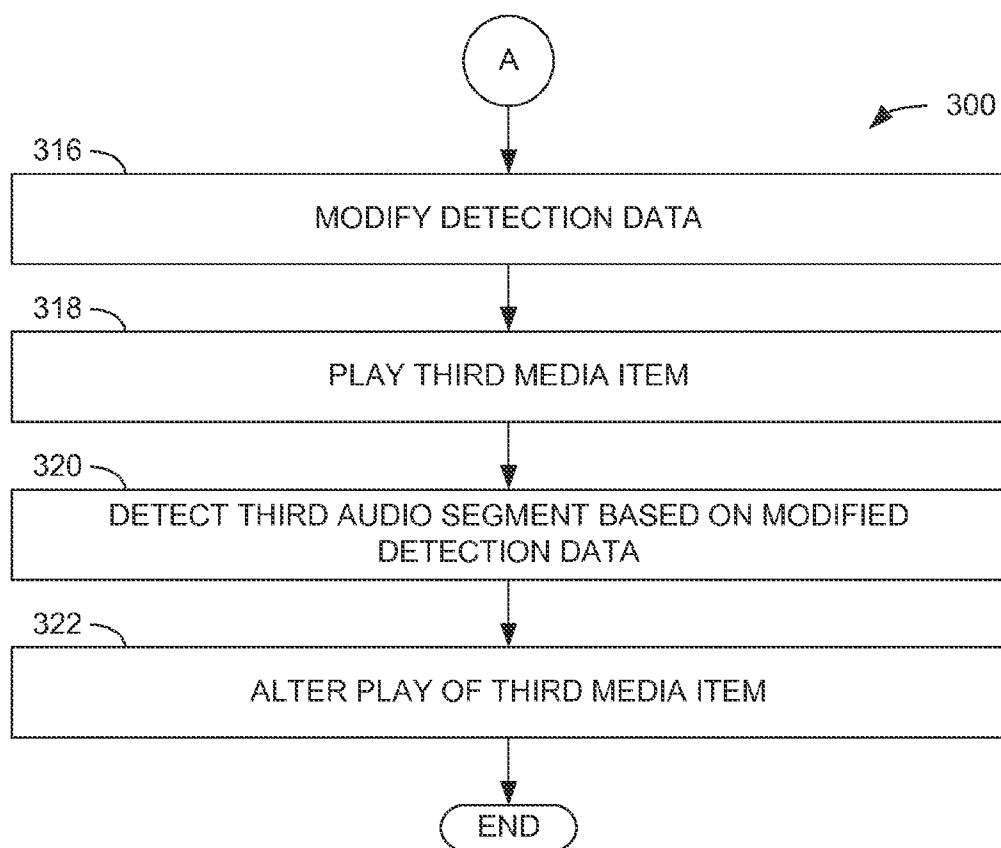 A
300
316
MODIFY DETECTION DATA
318
PLAY THIRD MEDIA ITEM
320
DETECT THIRD AUDIO SEGMENT BASED ON MODIFIED
DETECTION DATA
322
ALTER PLAY OF THIRD MEDIA ITEM
END